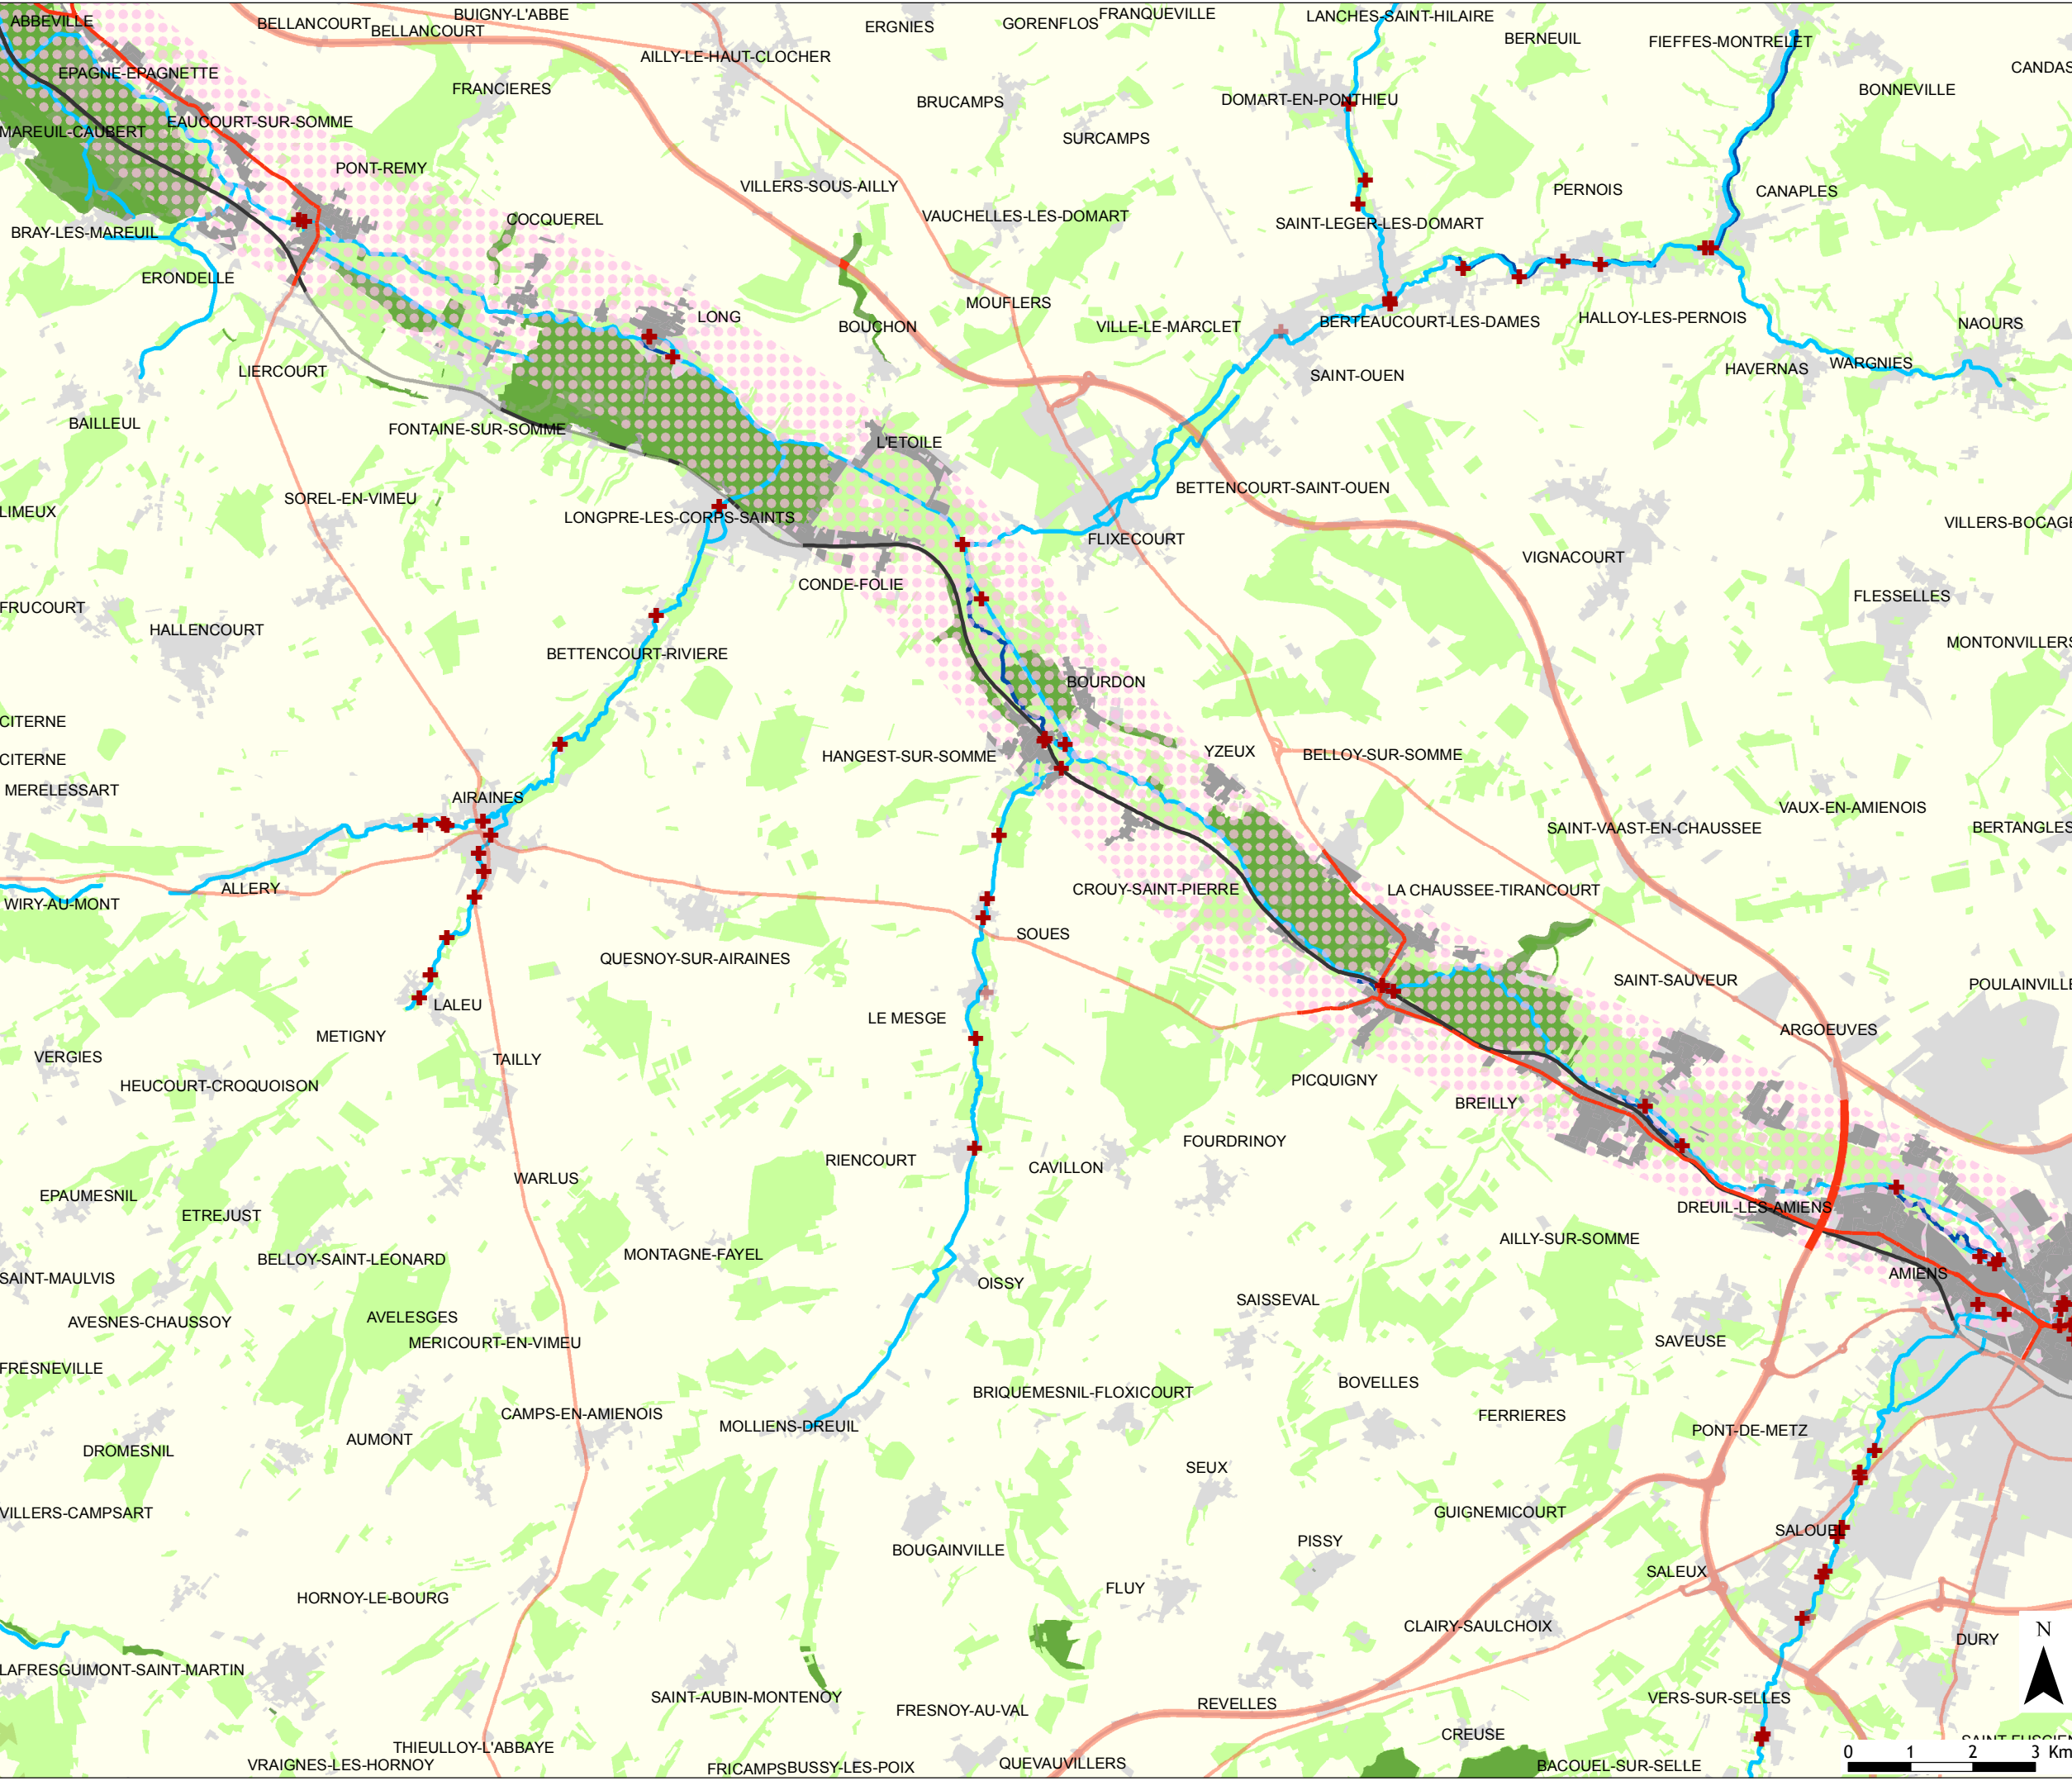 ABBEVILLE
BELLANCOURT
BELLANCOURT
BUIGNY-L'ABBE
ERGNIES
GORENFLOS
FRANQUEVILLE
LANCHES-SAINT-HILAIRE
BERNEUIL
FIEFFES-MONTRELET
CANDAS
EPAGNE-EPAGNETTE
AILLY-LE-HAUT-CLOCHER
FRANCIERES
BRUCAMPS
DOMART-EN-PONTHIEU
BONNEVILLE
MAREUIL-CAUBERT
EAUCOURT-SUR-SOMME
SURCAMPS
PONT-REMY
VILLERS-SOUS-AILLY
PERNOIS
CANAPLES
BRAY-LES-MAREUIL
COCQUEREL
VAUCHELLES-LES-DOMART
SAINT-LEGER-LES-DOMART
ERONDELLE
LONG
MOUFLERS
BOUCHON
VILLE-LE-MARCLET
BERTEAUCOURT-LES-DAMES
HALLOY-LES-PERNOIS
NAOURS
LIERCOURT
SAINT-OUEN
HAVERNAS
WARGNIES
BAILLEUL
FONTAINE-SUR-SOMME
L'ETOILE
SOREL-EN-VIMEU
BETTENCOURT-SAINT-OUEN
LIMEUX
LONGPRE-LES-CORPS-SAINTS
FLIXECOURT
VILLERS-BOCAGE
VIGNACOURT
CONDE-FOLIE
FRUCOURT
FLESSELLES
HALLENCOURT
BETTENCOURT-RIVIERE
MONTONVILLERS
BOURDON
CITERNE
CITERNE
HANGEST-SUR-SOMME
YZEUX
BELLOY-SUR-SOMME
MERELESSART
AIRAINES
VAUX-EN-AMIENOIS
SAINT-VAAST-EN-CHAUSSEE
BERTANGLES
ALLERY
WIRY-AU-MONT
CROUY-SAINT-PIERRE
LA CHAUSSEE-TIRANCOURT
SOUES
QUESNOY-SUR-AIRAINES
SAINT-SAUVEUR
POULAINVILLE
LALEU
LE MESGE
METIGNY
ARGOEUVES
VERGIES
TAILLY
HEUCOURT-CROQUOISON
PICQUIGNY
BREILLY
FOURDRINOY
RIENCOURT
CAVILLON
WARLUS
EPAUMESNIL
ETREJUST
DREUIL-LES-AMIENS
AILLY-SUR-SOMME
BELLOY-SAINT-LEONARD
MONTAGNE-FAYEL
SAINT-MAULVIS
OISSY
AMIENS
SAISSEVAL
AVESNES-CHAUSSOY
AVELESGES
MERICOURT-EN-VIMEU
SAVEUSE
FRESNEVILLE
BOVELLES
BRIQUEMESNIL-FLOXICOURT
CAMPS-EN-AMIENOIS
MOLLIENS-DREUIL
FERRIERES
PONT-DE-METZ
DROMESNIL
AUMONT
SEUX
VILLERS-CAMPSART
GUIGNEMICOURT
SALOUEL
PISSY
BOUGAINVILLE
SALEUX
HORNOY-LE-BOURG
FLUY
CLAIRY-SAULCHOIX
N
DURY
LAFRESGUIMONT-SAINT-MARTIN
SAINT-AUBIN-MONTENOY
FRESNOY-AU-VAL
REVELLES
VERS-SUR-SELLES
CREUSE
THIEULLOY-L'ABBAYE
VRAIGNES-LES-HORNOY
FRICAMPS
BUSSY-LES-POIX
QUEVAUVILLERS
BACOUEL-SUR-SELLE
0 1 2 3 Km